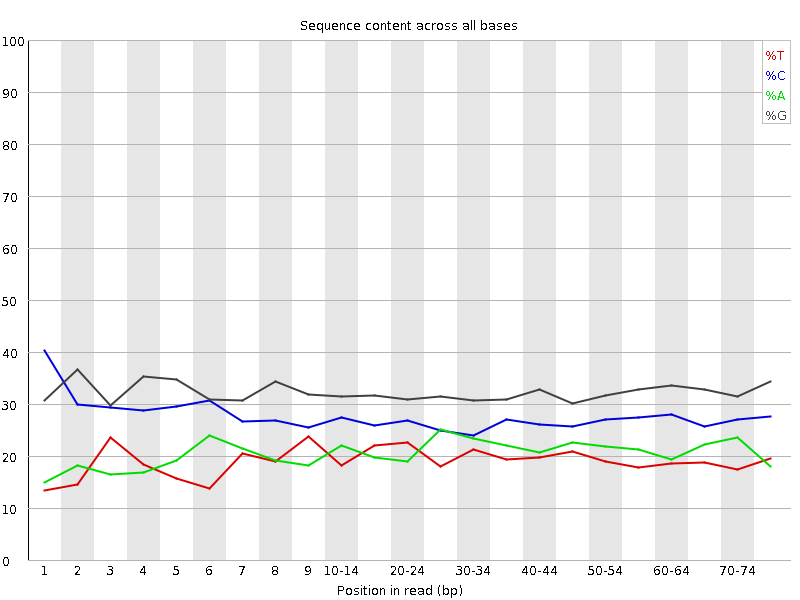 Sequence content across all bases
100
90
80
70
60
50
40
30
20
10
0
%T
%C
%A
%G
1 2 3 4 5 6 7 8 9 10-14 20-24 30-34 40-44 50-54 60-64 70-74
Position in read (bp)